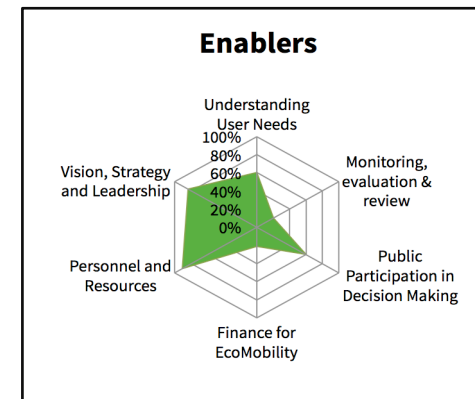 Enablers
Understanding
User Needs
100%
80%
60%
40%
20%
0%
Monitoring,
evaluation &
review
Public
Participation in
Decision Making
Finance for
EcoMobility
Personnel and
Resources
Vision, Strategy
and Leadership